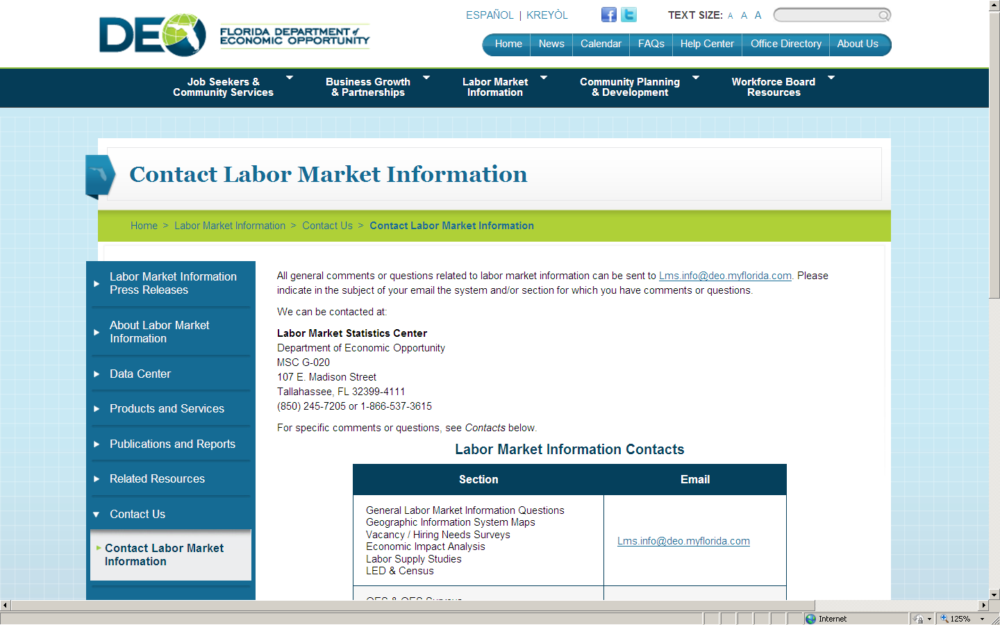 ESPAÑOL | KREYÒL
TEXT SIZE: A A A
DEO
FLORIDA DEPARTMENT of
ECONOMIC OPPORTUNITY
Home News Calendar FAQs Help Center Office Directory About Us
Job Seekers &
Community Services
Business Growth
& Partnerships
Labor Market
Information
Community Planning
& Development
Workforce Board
Resources
Contact Labor Market Information
Home > Labor Market Information > Contact Us > Contact Labor Market Information
Labor Market Information
Press Releases
About Labor Market
Information
Data Center
Products and Services
Publications and Reports
Related Resources
Contact Us
Contact Labor Market
Information
All general comments or questions related to labor market information can be sent to Lms.info@deo.myflorida.com. Please
indicate in the subject of your email the system and/or section for which you have comments or questions.
We can be contacted at:
Labor Market Statistics Center
Department of Economic Opportunity
MSC G-020
107 E. Madison Street
Tallahassee, FL 32399-4111
(850) 245-7205 or 1-866-537-3615
For specific comments or questions, see Contacts below.
Labor Market Information Contacts
Section Email
General Labor Market Information Questions
Geographic Information System Maps
Vacancy / Hiring Needs Surveys
Economic Impact Analysis
Labor Supply Studies
LED & Census
Lms.info@deo.myflorida.com
Internet
125%